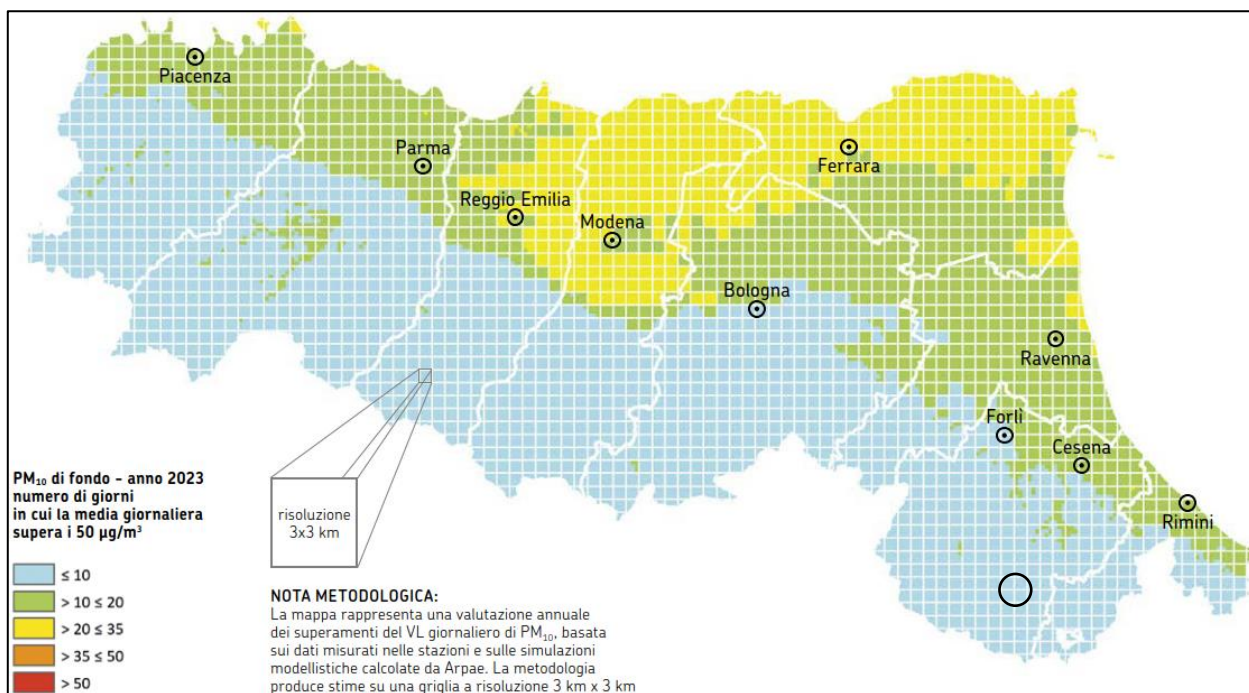 Piacenza
Parma
Ferrara
Reggio Emilia
Modena
Bologna
Ravenna
Forlì
Cesena
Rimini
PM₁₀ di fondo - anno 2023
numero di giorni
in cui la media giornaliera
supera i 50 µg/m³
≤ 10
> 10 ≤ 20
> 20 ≤ 35
> 35 ≤ 50
> 50
risoluzione
3x3 km
NOTA METODOLOGICA:
La mappa rappresenta una valutazione annuale
dei superamenti del VL giornaliero di PM₁₀, basata
sui dati misurati nelle stazioni e sulle simulazioni
modellistiche calcolate da Arpae. La metodologia
produce stime su una griglia a risoluzione 3 km x 3 km